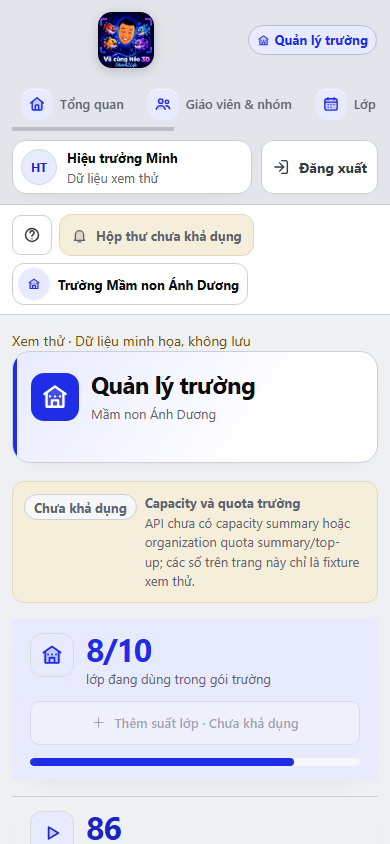 Vẽ cùng Hảo 3D
Quản lý trường
Tổng quan
Giáo viên & nhóm
Lớp
HT
Hiệu trưởng Minh
Dữ liệu xem thử
Đăng xuất
Hộp thư chưa khả dụng
Trường Mầm non Ánh Dương
Xem thử · Dữ liệu minh họa, không lưu
Quản lý trường
Mầm non Ánh Dương
Chưa khả dụng
Capacity và quota trường
API chưa có capacity summary hoặc
organization quota summary/top-
up; các số trên trang này chỉ là fixture
xem thử.
8/10
lớp đang dùng trong gói trường
Thêm suất lớp · Chưa khả dụng
86